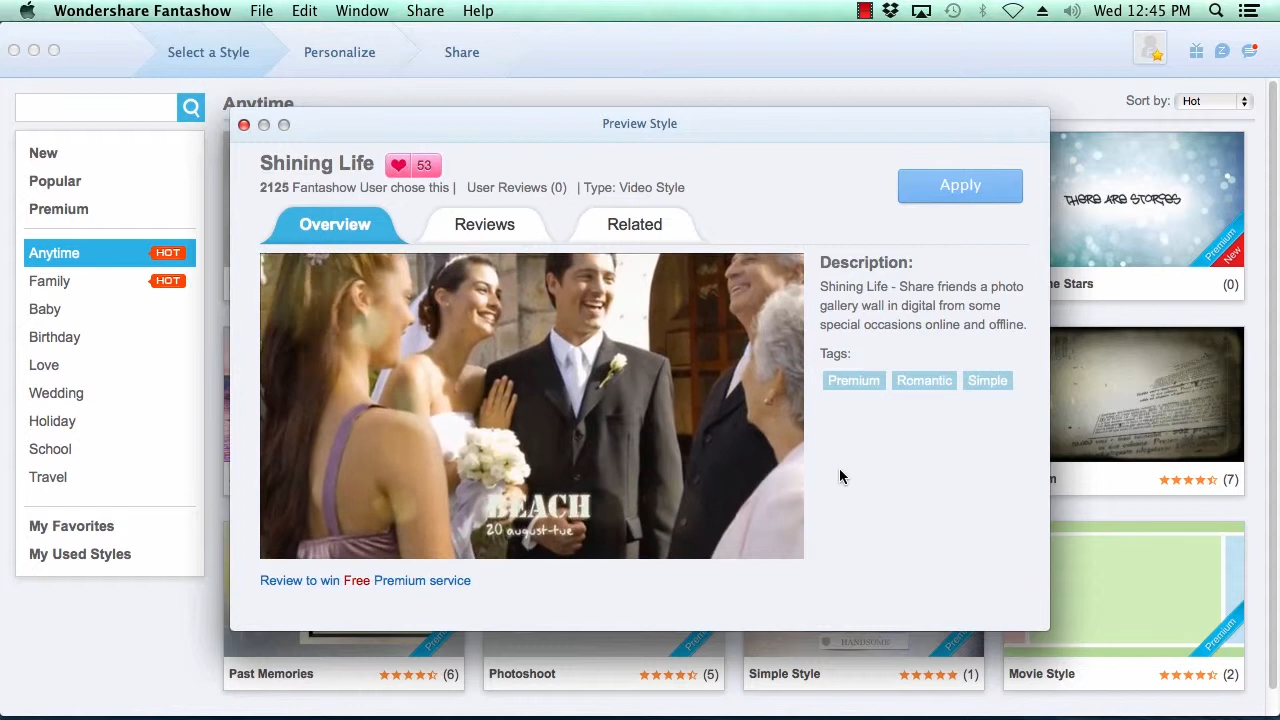 Wondershare Fantashow File Edit Window Share Help Wed 12:45 PM
Select a Style Personalize Share
Anytime
Sort by: Hot
New
Popular
Premium
Anytime HOT
Family HOT
Baby
Birthday
Love
Wedding
Holiday
School
Travel
My Favorites
My Used Styles
Preview Style
Shining Life 53
2125 Fantashow User chose this | User Reviews (0) | Type: Video Style
Apply
Overview Reviews Related
BEACH
20 august-tue
Description:
Shining Life - Share friends a photo
gallery wall in digital from some
special occasions online and offline.
Tags:
Premium Romantic Simple
Review to win Free Premium service
THERE ARE STORIES
Premium
New
e Stars (0)
m (7)
HANDSOME
Premium
Past Memories (6)
Photoshoot (5)
Simple Style (1)
Movie Style (2)